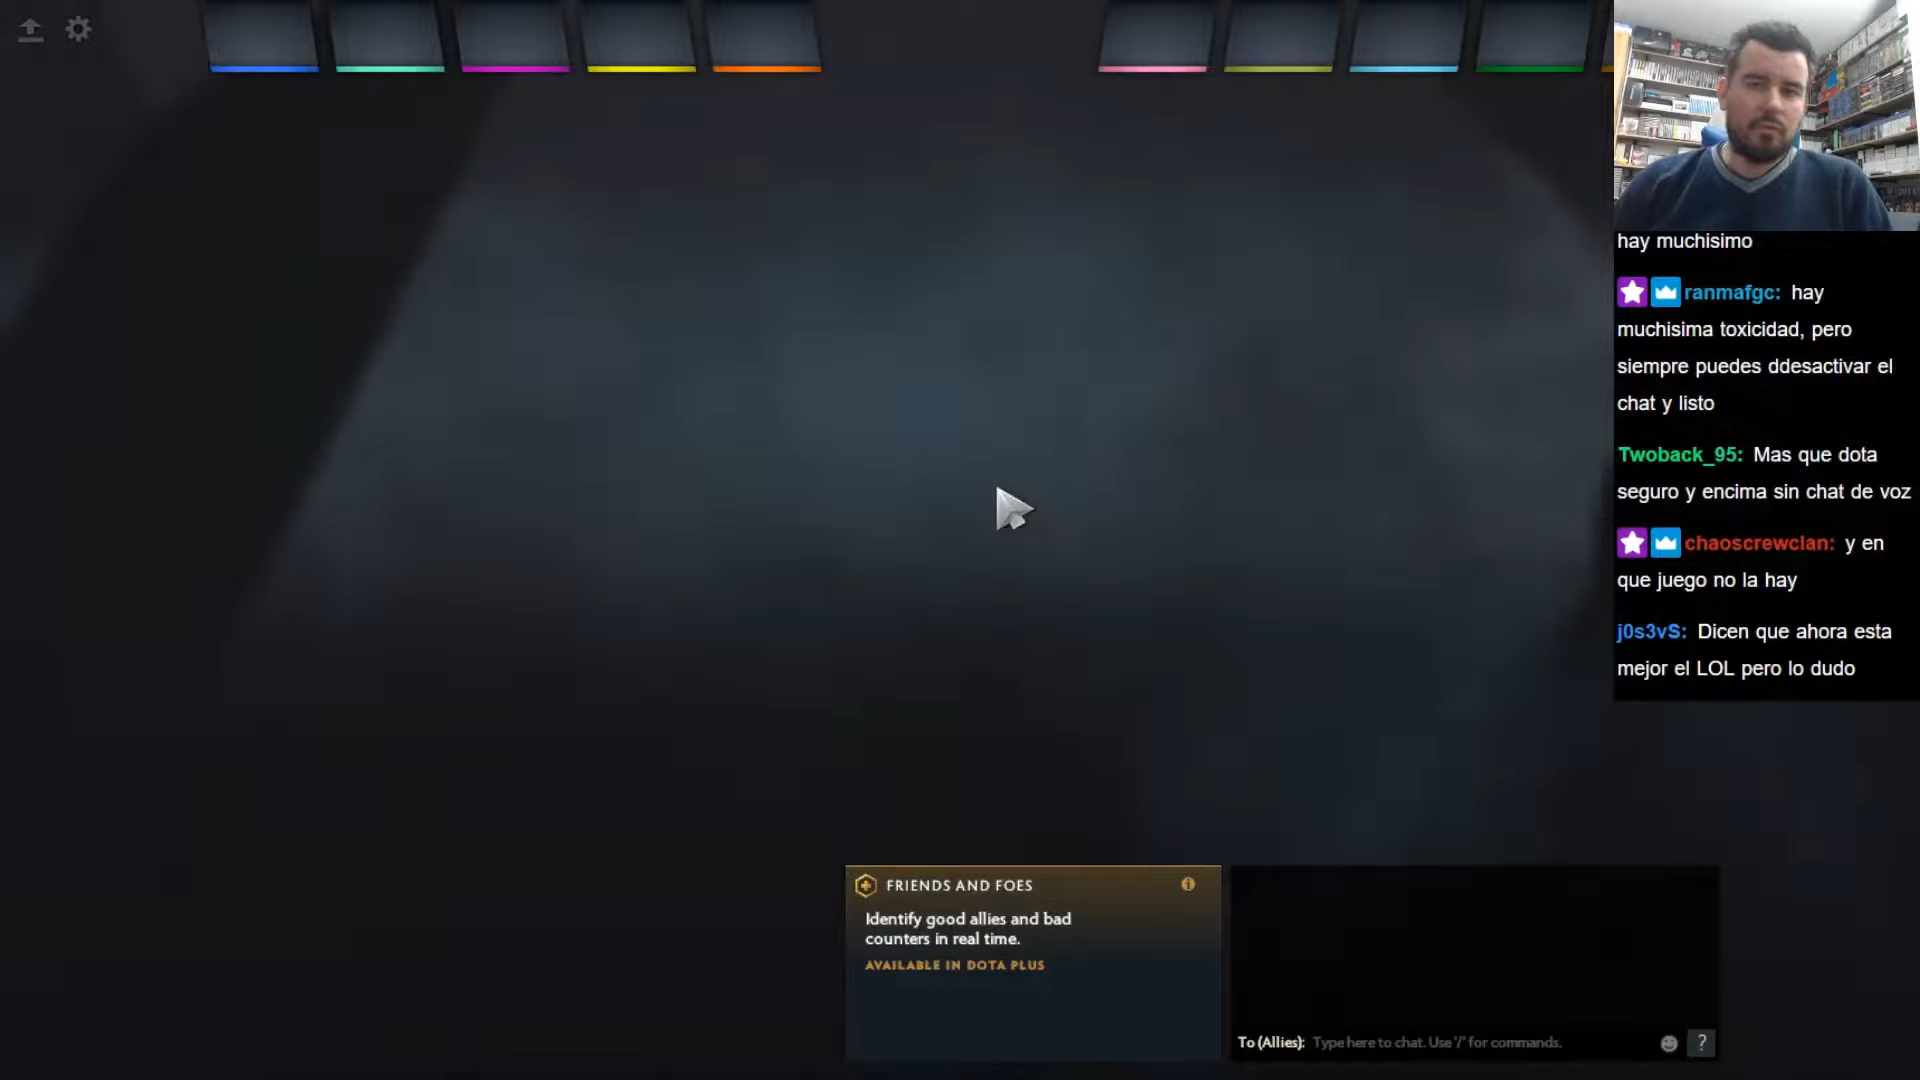 hay muchisimo
ranmafgc: hay
muchisima toxicidad, pero
siempre puedes ddesactivar el
chat y listo
Twoback_95: Mas que dota
seguro y encima sin chat de voz
chaoscrewclan: y en
que juego no la hay
j0s3vS: Dicen que ahora esta
mejor el LOL pero lo dudo
FRIENDS AND FOES
Identify good allies and bad
counters in real time.
AVAILABLE IN DOTA PLUS
To (Allies): Type here to chat. Use '/' for commands.
?